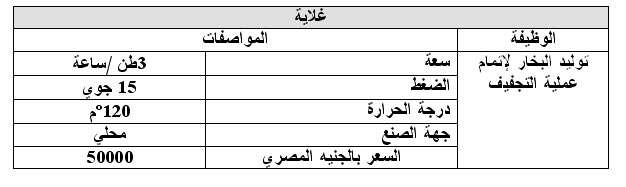 غلاية
الوظيفة المواصفات
توليد البخار لإتمام سعة 3طن /ساعة
عملية التجفيف الضغط 15 جوي
درجة الحرارة 120°م
جهة الصنع محلي
السعر بالجنيه المصري 50000